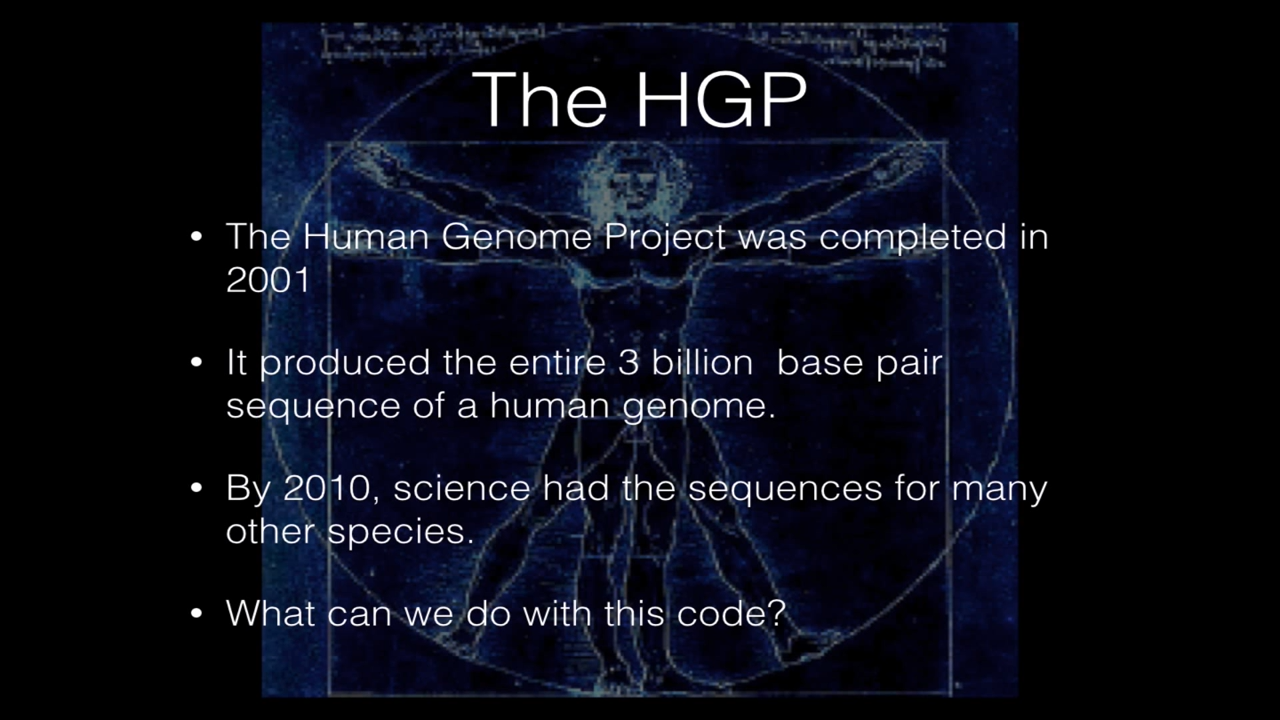 The HGP
• The Human Genome Project was completed in
2001
• It produced the entire 3 billion  base pair
sequence of a human genome.
• By 2010, science had the sequences for many
other species.
• What can we do with this code?